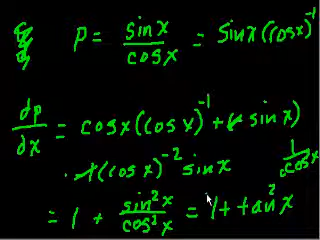 p = sinx/cosx = sinx(cosx)^-1
dp/dx = cosx(cosx)^-1 + (sinx)
· 1(cosx)^-2 sinx
1/cosx
= 1 + sin²x/cos²x = 1 + tan²x